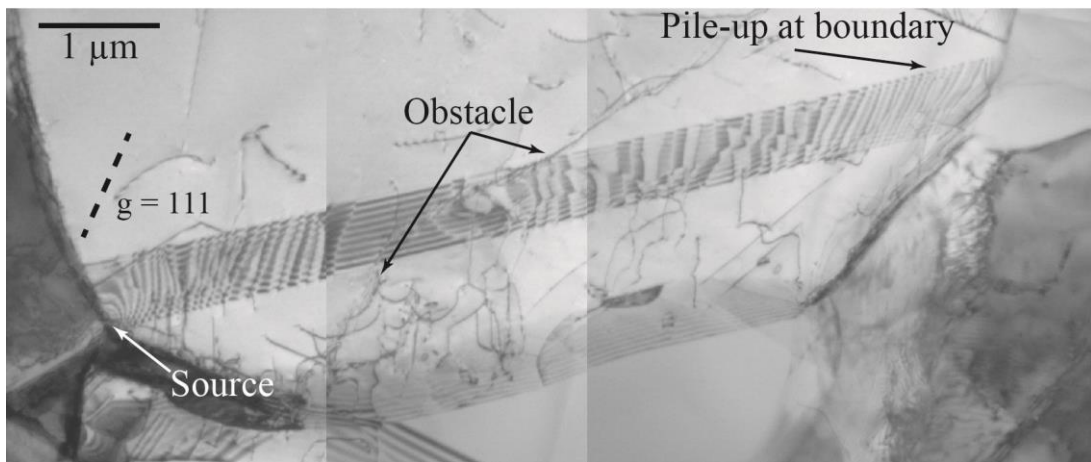 1 µm
Pile-up at boundary
Obstacle
g = 111
Source